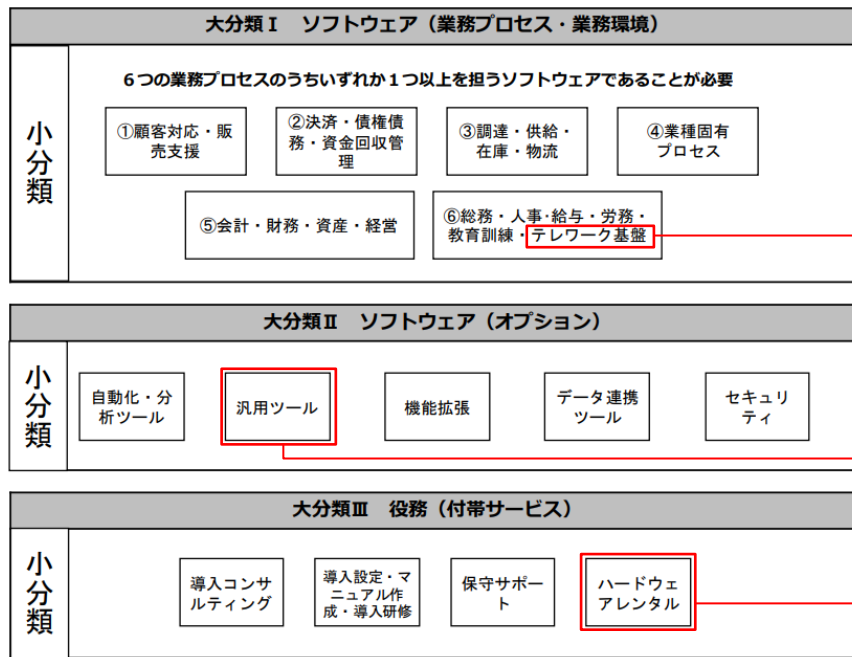 大分類Ⅰ ソフトウェア（業務プロセス・業務環境）
小分類
６つの業務プロセスのうちいずれか１つ以上を担うソフトウェアであることが必要
①顧客対応・販
売支援
②決済・債権債
務・資金回収管
理
③調達・供給・
在庫・物流
④業種固有
プロセス
⑤会計・財務・資産・経営
⑥総務・人事・給与・労務・
教育訓練・テレワーク基盤
大分類Ⅱ ソフトウェア（オプション）
小分類
自動化・分
析ツール
汎用ツール
機能拡張
データ連携
ツール
セキュリ
ティ
大分類Ⅲ 役務（付帯サービス）
小分類
導入コンサ
ルティング
導入設定・マ
ニュアル作
成・導入研修
保守サポー
ト
ハードウェ
アレンタル